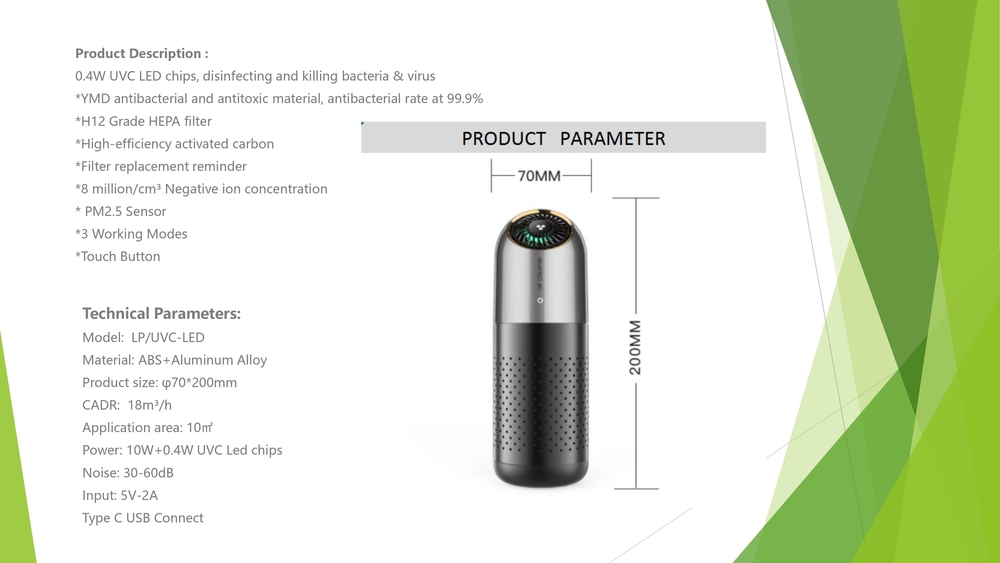 Product Description :
0.4W UVC LED chips, disinfecting and killing bacteria & virus
*YMD antibacterial and antitoxic material, antibacterial rate at 99.9%
*H12 Grade HEPA filter
*High-efficiency activated carbon
*Filter replacement reminder
*8 million/cm³ Negative ion concentration
* PM2.5 Sensor
*3 Working Modes
*Touch Button
PRODUCT PARAMETER
70MM
200MM
air cleaner
Technical Parameters:
Model: LP/UVC-LED
Material: ABS+Aluminum Alloy
Product size: φ70*200mm
CADR: 18m³/h
Application area: 10㎡
Power: 10W+0.4W UVC Led chips
Noise: 30-60dB
Input: 5V-2A
Type C USB Connect